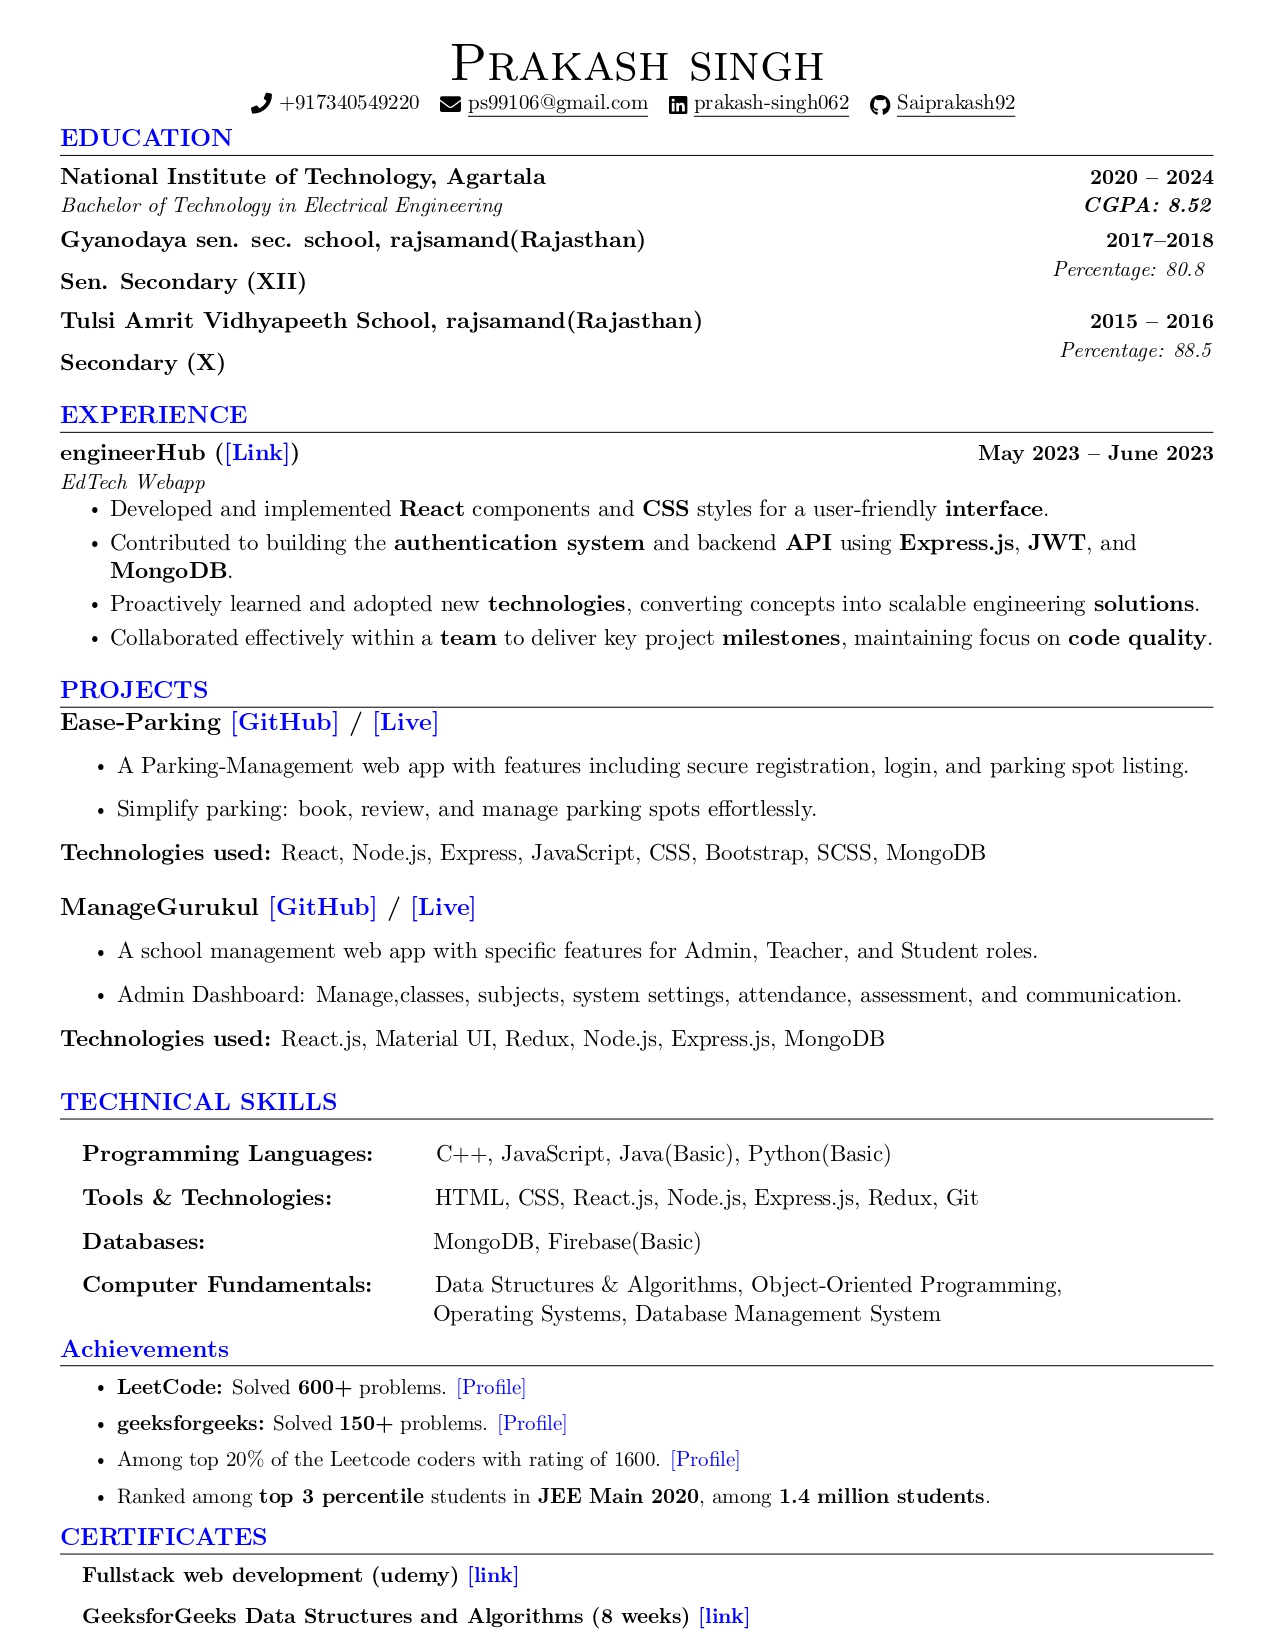 Prakash singh
+917340549220 ps99106@gmail.com prakash-singh062 Saiprakash92
EDUCATION
National Institute of Technology, Agartala 2020 – 2024
Bachelor of Technology in Electrical Engineering CGPA: 8.52
Gyanodaya sen. sec. school, rajsamand(Rajasthan) 2017–2018
Sen. Secondary (XII) Percentage: 80.8
Tulsi Amrit Vidhyapeeth School, rajsamand(Rajasthan) 2015 – 2016
Secondary (X) Percentage: 88.5
EXPERIENCE
engineerHub ([Link]) May 2023 – June 2023
EdTech Webapp
• Developed and implemented React components and CSS styles for a user-friendly interface.
• Contributed to building the authentication system and backend API using Express.js, JWT, and
MongoDB.
• Proactively learned and adopted new technologies, converting concepts into scalable engineering solutions.
• Collaborated effectively within a team to deliver key project milestones, maintaining focus on code quality.
PROJECTS
Ease-Parking [GitHub] / [Live]
• A Parking-Management web app with features including secure registration, login, and parking spot listing.
• Simplify parking: book, review, and manage parking spots effortlessly.
Technologies used: React, Node.js, Express, JavaScript, CSS, Bootstrap, SCSS, MongoDB
ManageGurukul [GitHub] / [Live]
• A school management web app with specific features for Admin, Teacher, and Student roles.
• Admin Dashboard: Manage,classes, subjects, system settings, attendance, assessment, and communication.
Technologies used: React.js, Material UI, Redux, Node.js, Express.js, MongoDB
TECHNICAL SKILLS
Programming Languages: C++, JavaScript, Java(Basic), Python(Basic)
Tools & Technologies: HTML, CSS, React.js, Node.js, Express.js, Redux, Git
Databases: MongoDB, Firebase(Basic)
Computer Fundamentals: Data Structures & Algorithms, Object-Oriented Programming,
Operating Systems, Database Management System
Achievements
• LeetCode: Solved 600+ problems. [Profile]
• geeksforgeeks: Solved 150+ problems. [Profile]
• Among top 20% of the Leetcode coders with rating of 1600. [Profile]
• Ranked among top 3 percentile students in JEE Main 2020, among 1.4 million students.
CERTIFICATES
Fullstack web development (udemy) [link]
GeeksforGeeks Data Structures and Algorithms (8 weeks) [link]